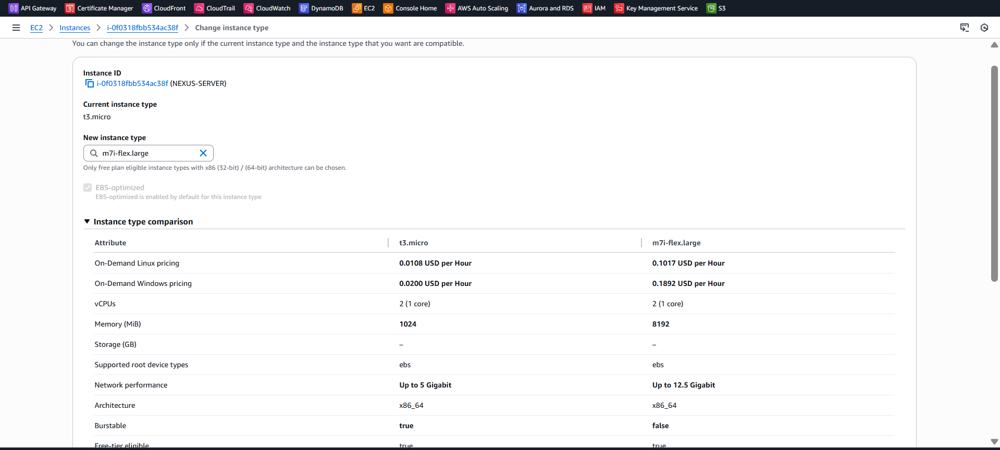 API Gateway Certificate Manager CloudFront CloudTrail CloudWatch DynamoDB EC2 Console Home AWS Auto Scaling Aurora and RDS IAM Key Management Service S3
EC2 Instances i-0f0318fbb534ac38f Change instance type
You can change the instance type only if the current instance type and the instance type that you want are compatible.
Instance ID
i-0f0318fbb534ac38f (NEXUS-SERVER)
Current instance type
t3.micro
New instance type
m7i-flex.large
Only free plan eligible instance types with x86 (32-bit) / (64-bit) architecture can be chosen.
EBS-optimized
EBS-optimized is enabled by default for this instance type
Instance type comparison
Attribute t3.micro m7i-flex.large
On-Demand Linux pricing 0.0108 USD per Hour 0.1017 USD per Hour
On-Demand Windows pricing 0.0200 USD per Hour 0.1892 USD per Hour
vCPUs 2 (1 core) 2 (1 core)
Memory (MiB) 1024 8192
Storage (GB) – –
Supported root device types ebs ebs
Network performance Up to 5 Gigabit Up to 12.5 Gigabit
Architecture x86_64 x86_64
Burstable true false
Free-tier eligible true true